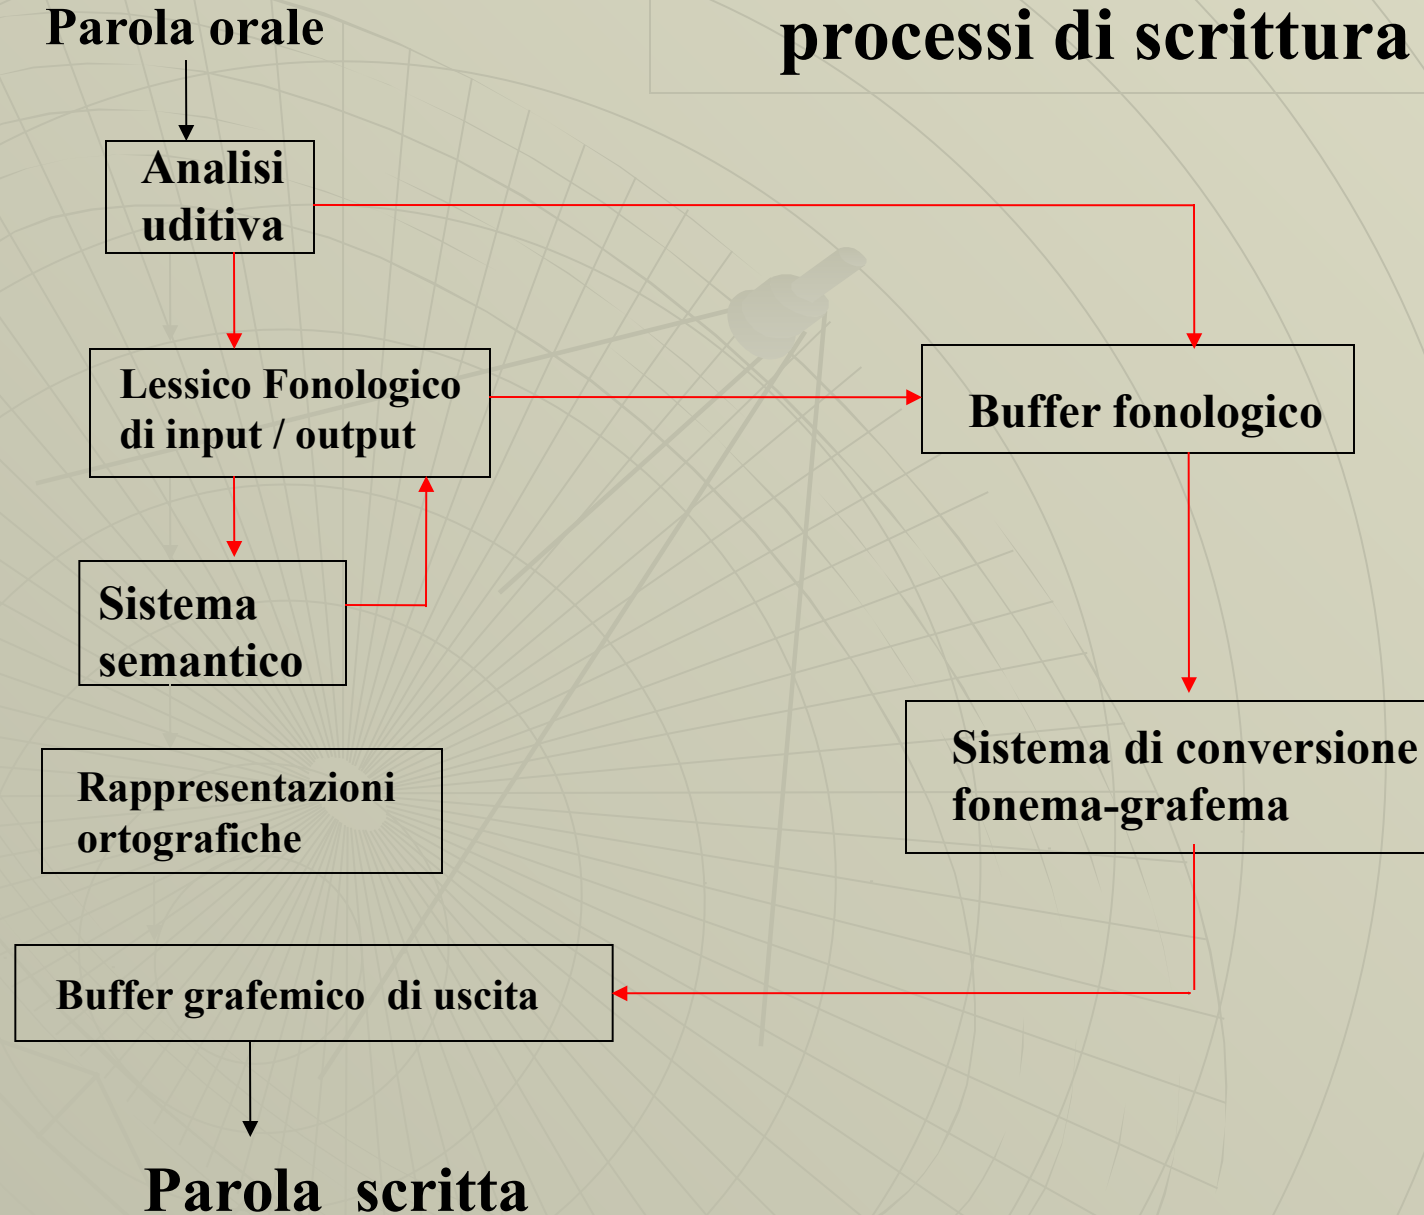 processi di scrittura
Parola orale
Analisi
uditiva
Lessico Fonologico
di input / output
Buffer fonologico
Sistema
semantico
Sistema di conversione
fonema-grafema
Rappresentazioni
ortografiche
Buffer grafemico di uscita
Parola scritta